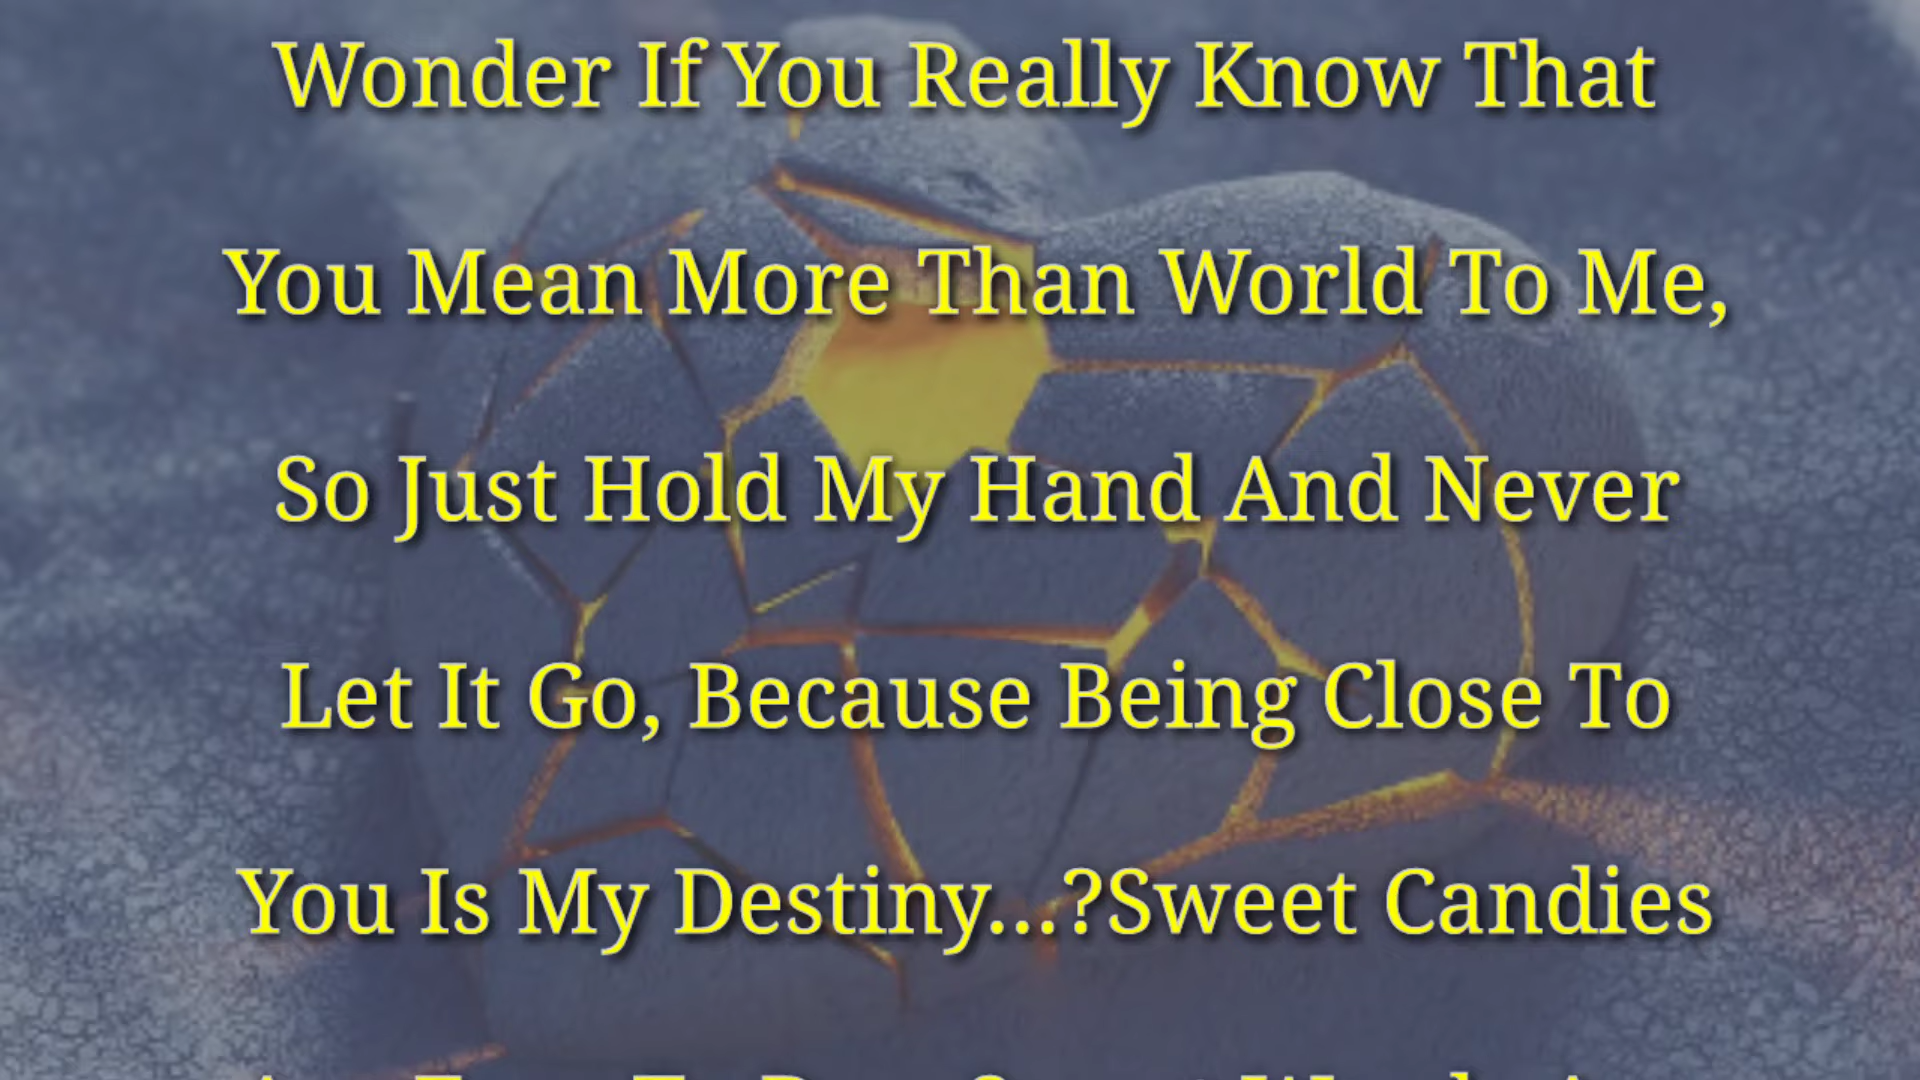 Wonder If You Really Know That
You Mean More Than World To Me,
So Just Hold My Hand And Never
Let It Go, Because Being Close To
You Is My Destiny...?Sweet Candies